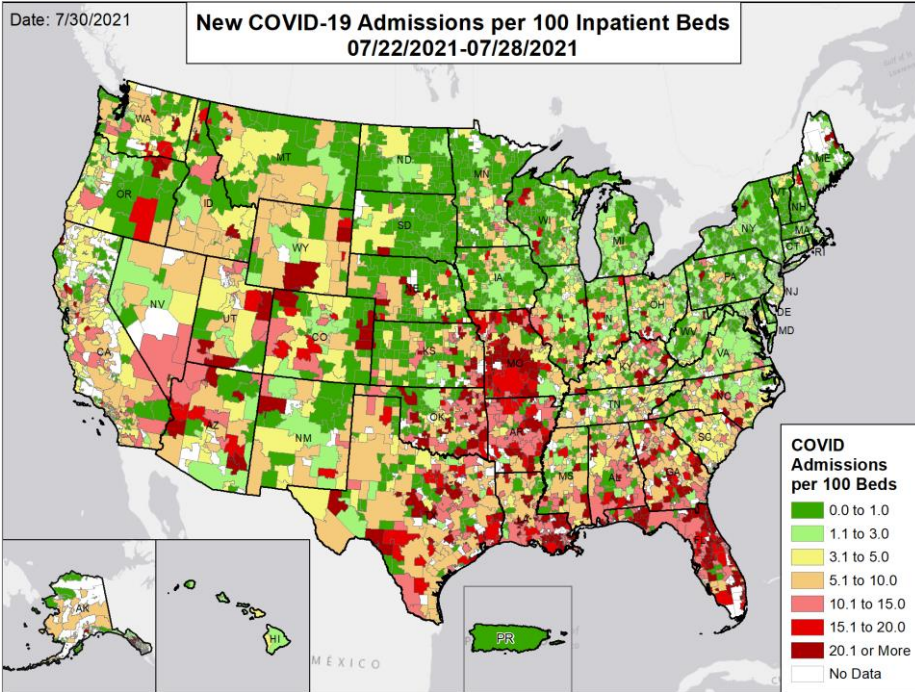 Date: 7/30/2021
New COVID-19 Admissions per 100 Inpatient Beds
07/22/2021-07/28/2021
WA
MT
ND
MN
ME
OR
ID
SD
WI
MI
VT
NH
NY
MA
CT
RI
WY
IA
NE
PA
NJ
NV
UT
CO
IL
IN
OH
DE
MD
WV
VA
CA
KS
MO
KY
AZ
NM
OK
AR
TN
NC
SC
MS
AL
GA
LA
AK
HI
MÉXICO
PR
COVID
Admissions
per 100 Beds
0.0 to 1.0
1.1 to 3.0
3.1 to 5.0
5.1 to 10.0
10.1 to 15.0
15.1 to 20.0
20.1 or More
No Data